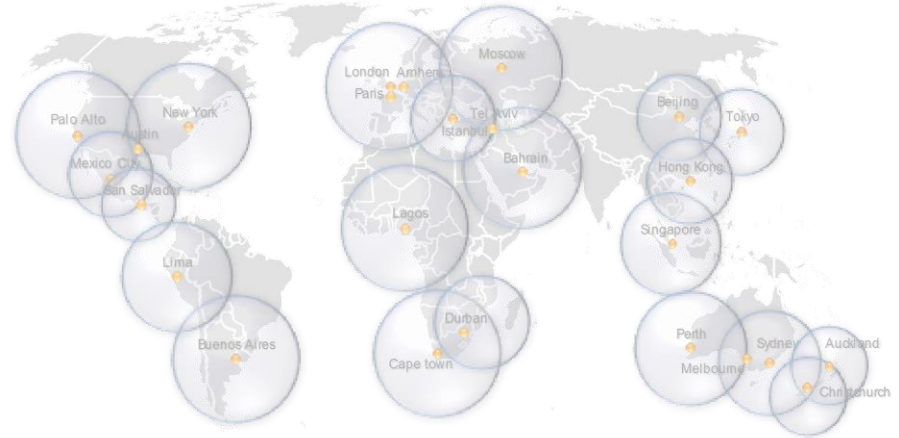 Moscow
London Arnhem
Paris
Palo Alto
New York
Beijing
Tel Aviv
Tokyo
Istanbul
Austin
Bahrain
Mexico City
Hong Kong
San Salvador
Lagos
Singapore
Lima
Durban
Perth
Buenos Aires
Sydney
Auckland
Cape town
Melbourne
Christchurch